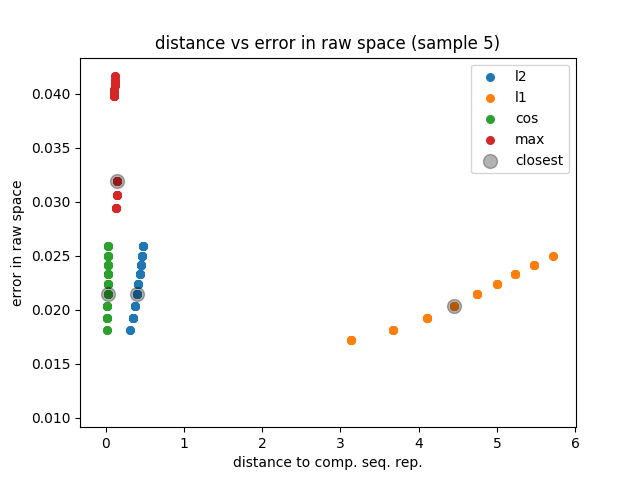 distance vs error in raw space (sample 5)
l2
l1
cos
max
closest
0.040
0.035
0.030
0.025
0.020
0.015
0.010
error in raw space
0 1 2 3 4 5 6
distance to comp. seq. rep.